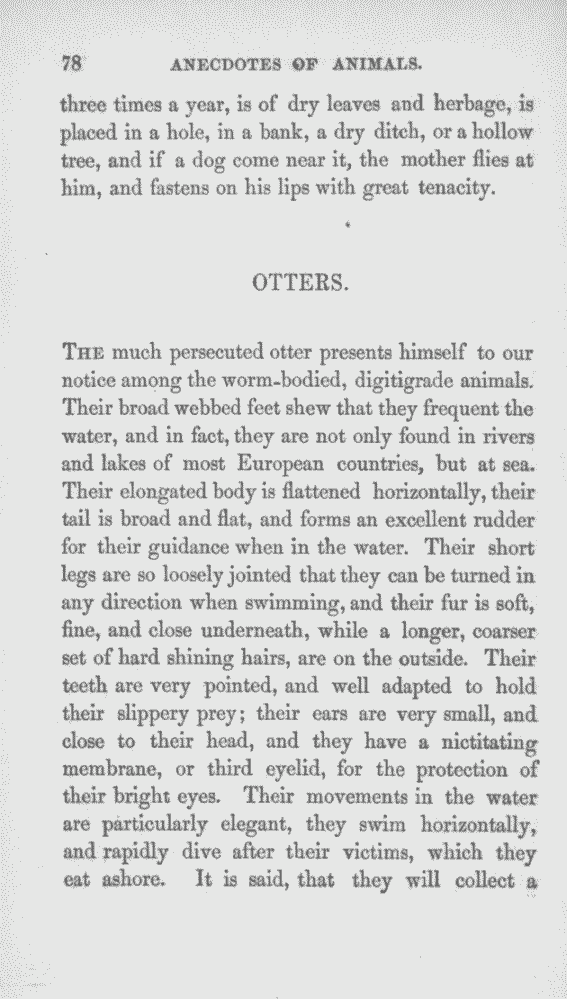 78 ANECDOTES OF ANIMALS.
three times a year, is of dry leaves and herbage, is
placed in a hole, in a bank, a dry ditch, or a hollow
tree, and if a dog come near it, the mother flies at
him, and fastens on his lips with great tenacity.
OTTERS.
THE much persecuted otter presents himself to our
notice among the worm-bodied, digitigrade animals.
Their broad webbed feet shew that they frequent the
water, and in fact, they are not only found in rivers
and lakes of most European countries, but at sea.
Their elongated body is flattened horizontally, their
tail is broad and flat, and forms an excellent rudder
for their guidance when in the water. Their short
legs are so loosely jointed that they can be turned in
any direction when swimming, and their fur is soft,
fine, and close underneath, while a longer, coarser
set of hard shining hairs, are on the outside. Their
teeth are very pointed, and well adapted to hold
their slippery prey; their ears are very small, and
close to their head, and they have a nictitating
membrane, or third eyelid, for the protection of
their bright eyes. Their movements in the water
are particularly elegant, they swim horizontally,
and rapidly dive after their victims, which they
eat ashore. It is said, that they will collect a